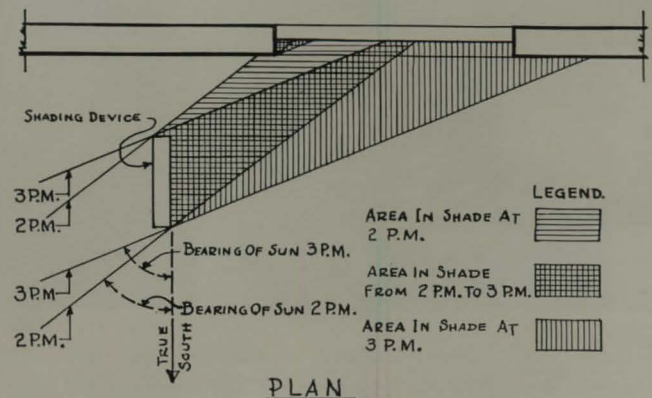 SHADING DEVICE
3 P.M.
2 P.M.
3 P.M
2 P.M.
BEARING OF SUN 3 P.M.
BEARING OF SUN 2 P.M.
TRUE
SOUTH
LEGEND.
AREA IN SHADE AT
2 P.M.
AREA IN SHADE
FROM 2 P.M. TO 3 P.M.
AREA IN SHADE AT
3 P.M.
PLAN